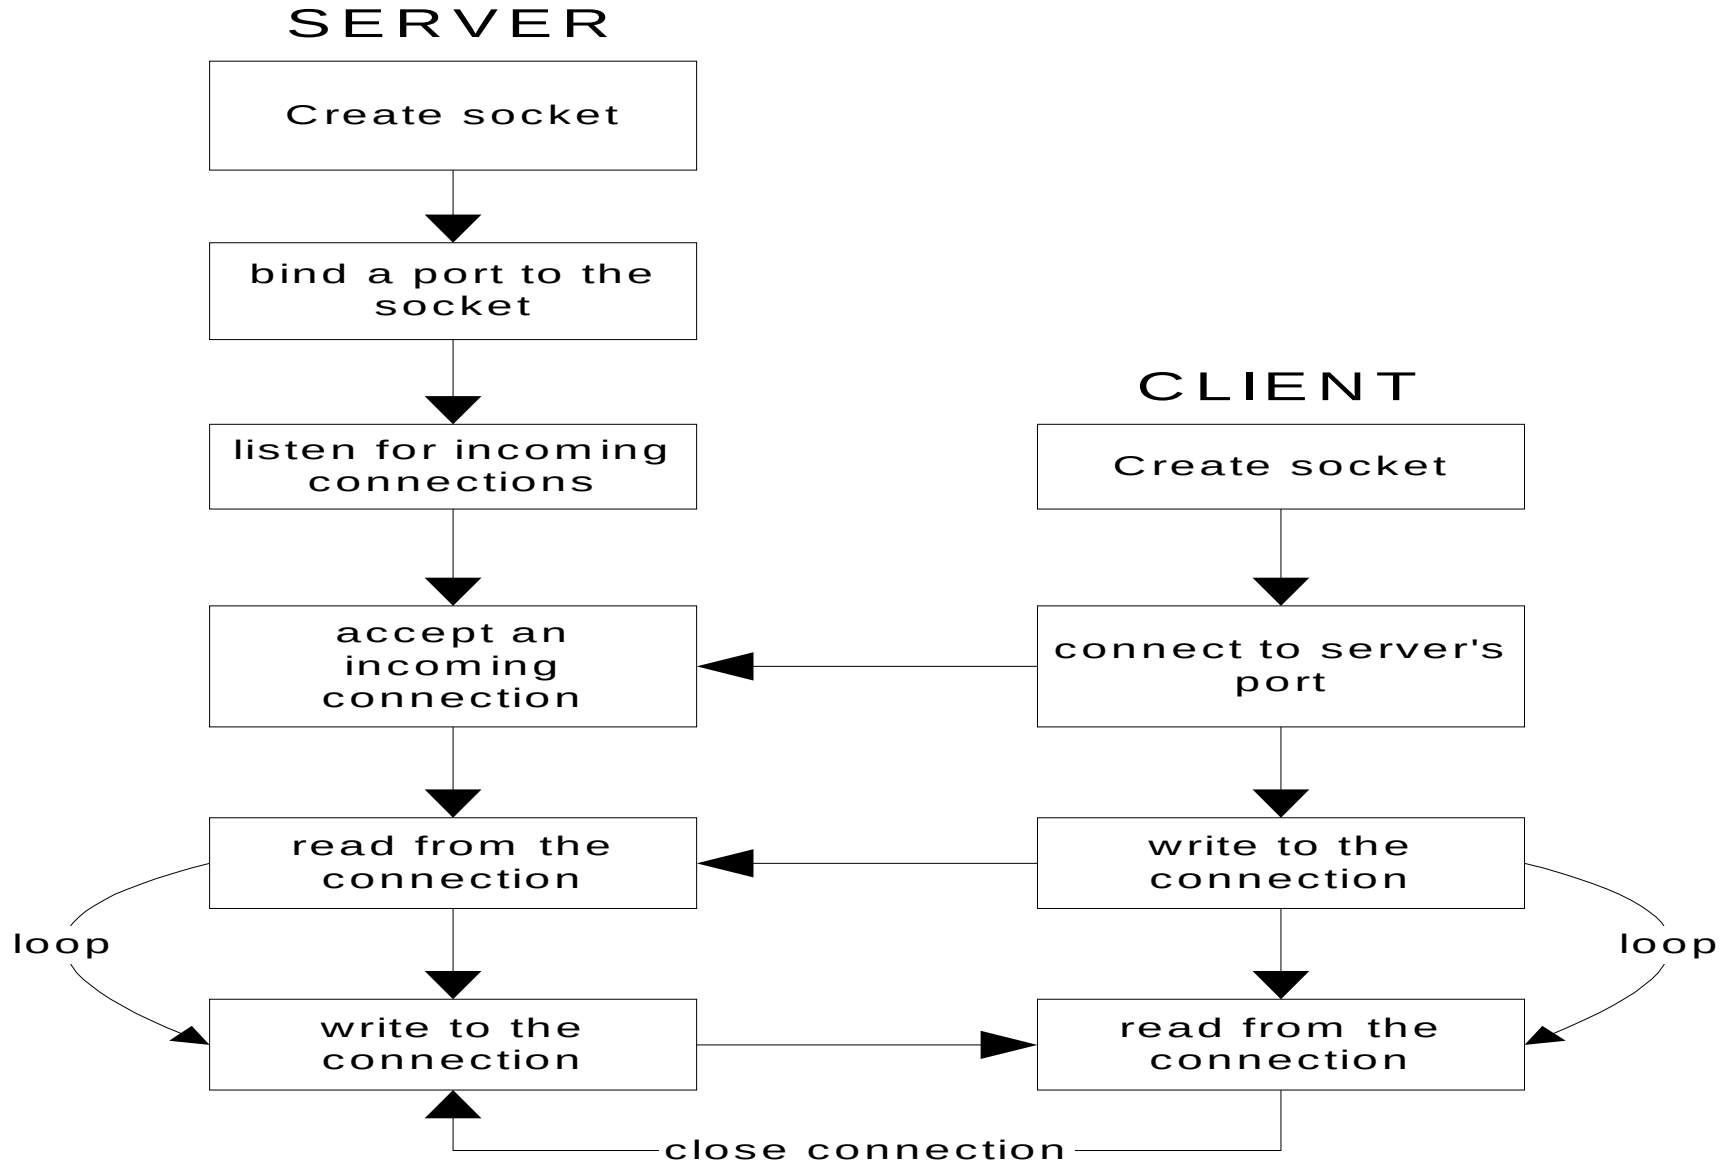 SERVER
Create socket
bind a port to the
socket
listen for incoming
connections
accept an
incoming
connection
read from the
connection
loop
write to the
connection
CLIENT
Create socket
connect to server's
port
write to the
connection
loop
read from the
connection
close connection